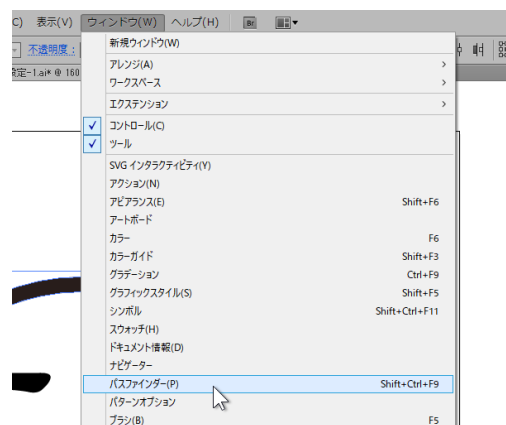 C) 表示(V) ウィンドウ(W) ヘルプ(H) Br
不透明度:
設定-1.ai* @ 160
新規ウィンドウ(W)
アレンジ(A)
ワークスペース
エクステンション
コントロール(C)
ツール
SVG インタラクティビティ(Y)
アクション(N)
アピアランス(E) Shift+F6
アートボード
カラー F6
カラーガイド Shift+F3
グラデーション Ctrl+F9
グラフィックスタイル(S) Shift+F5
シンボル Shift+Ctrl+F11
スウォッチ(H)
ドキュメント情報(D)
ナビゲーター
パスファインダー(P) Shift+Ctrl+F9
パターンオプション
ブラシ(B) F5